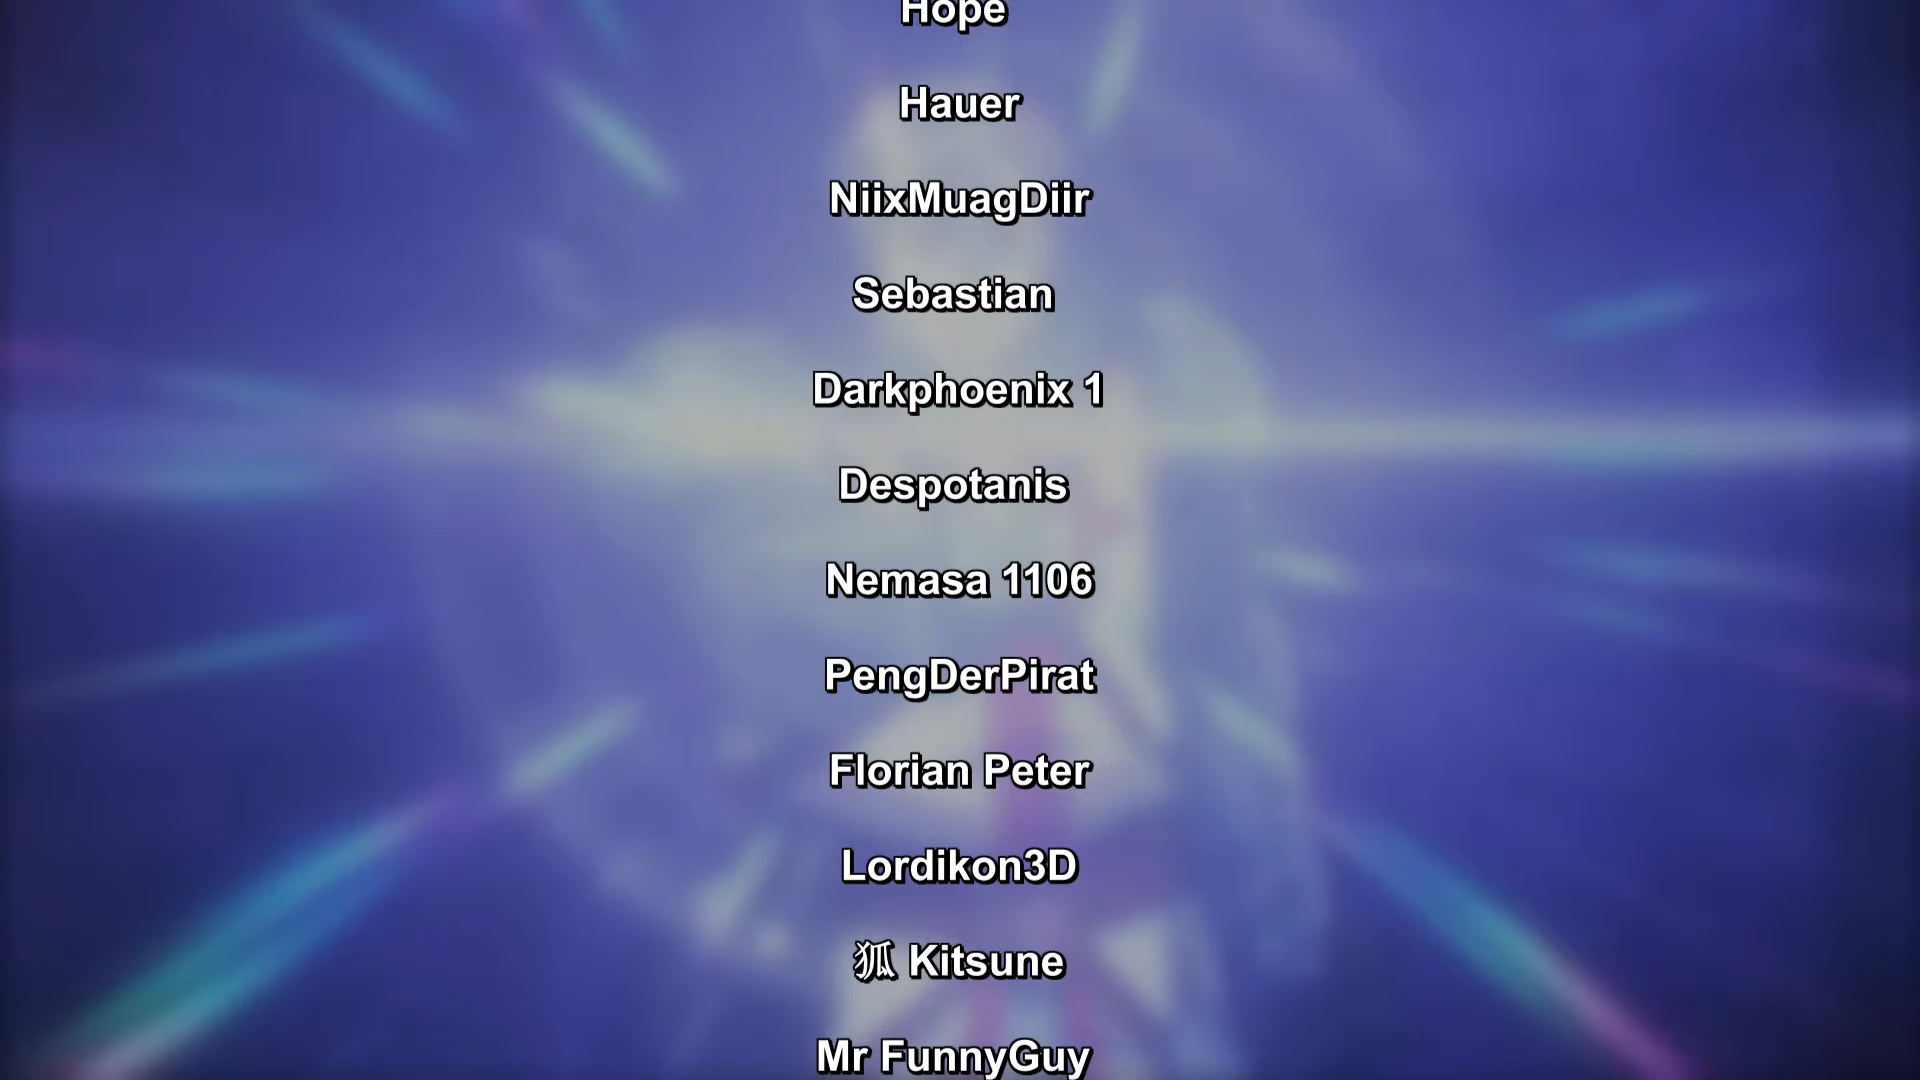 Hope
Hauer
NiixMuagDiir
Sebastian
Darkphoenix 1
Despotanis
Nemasa 1106
PengDerPirat
Florian Peter
Lordikon3D
狐 Kitsune
Mr FunnyGuy